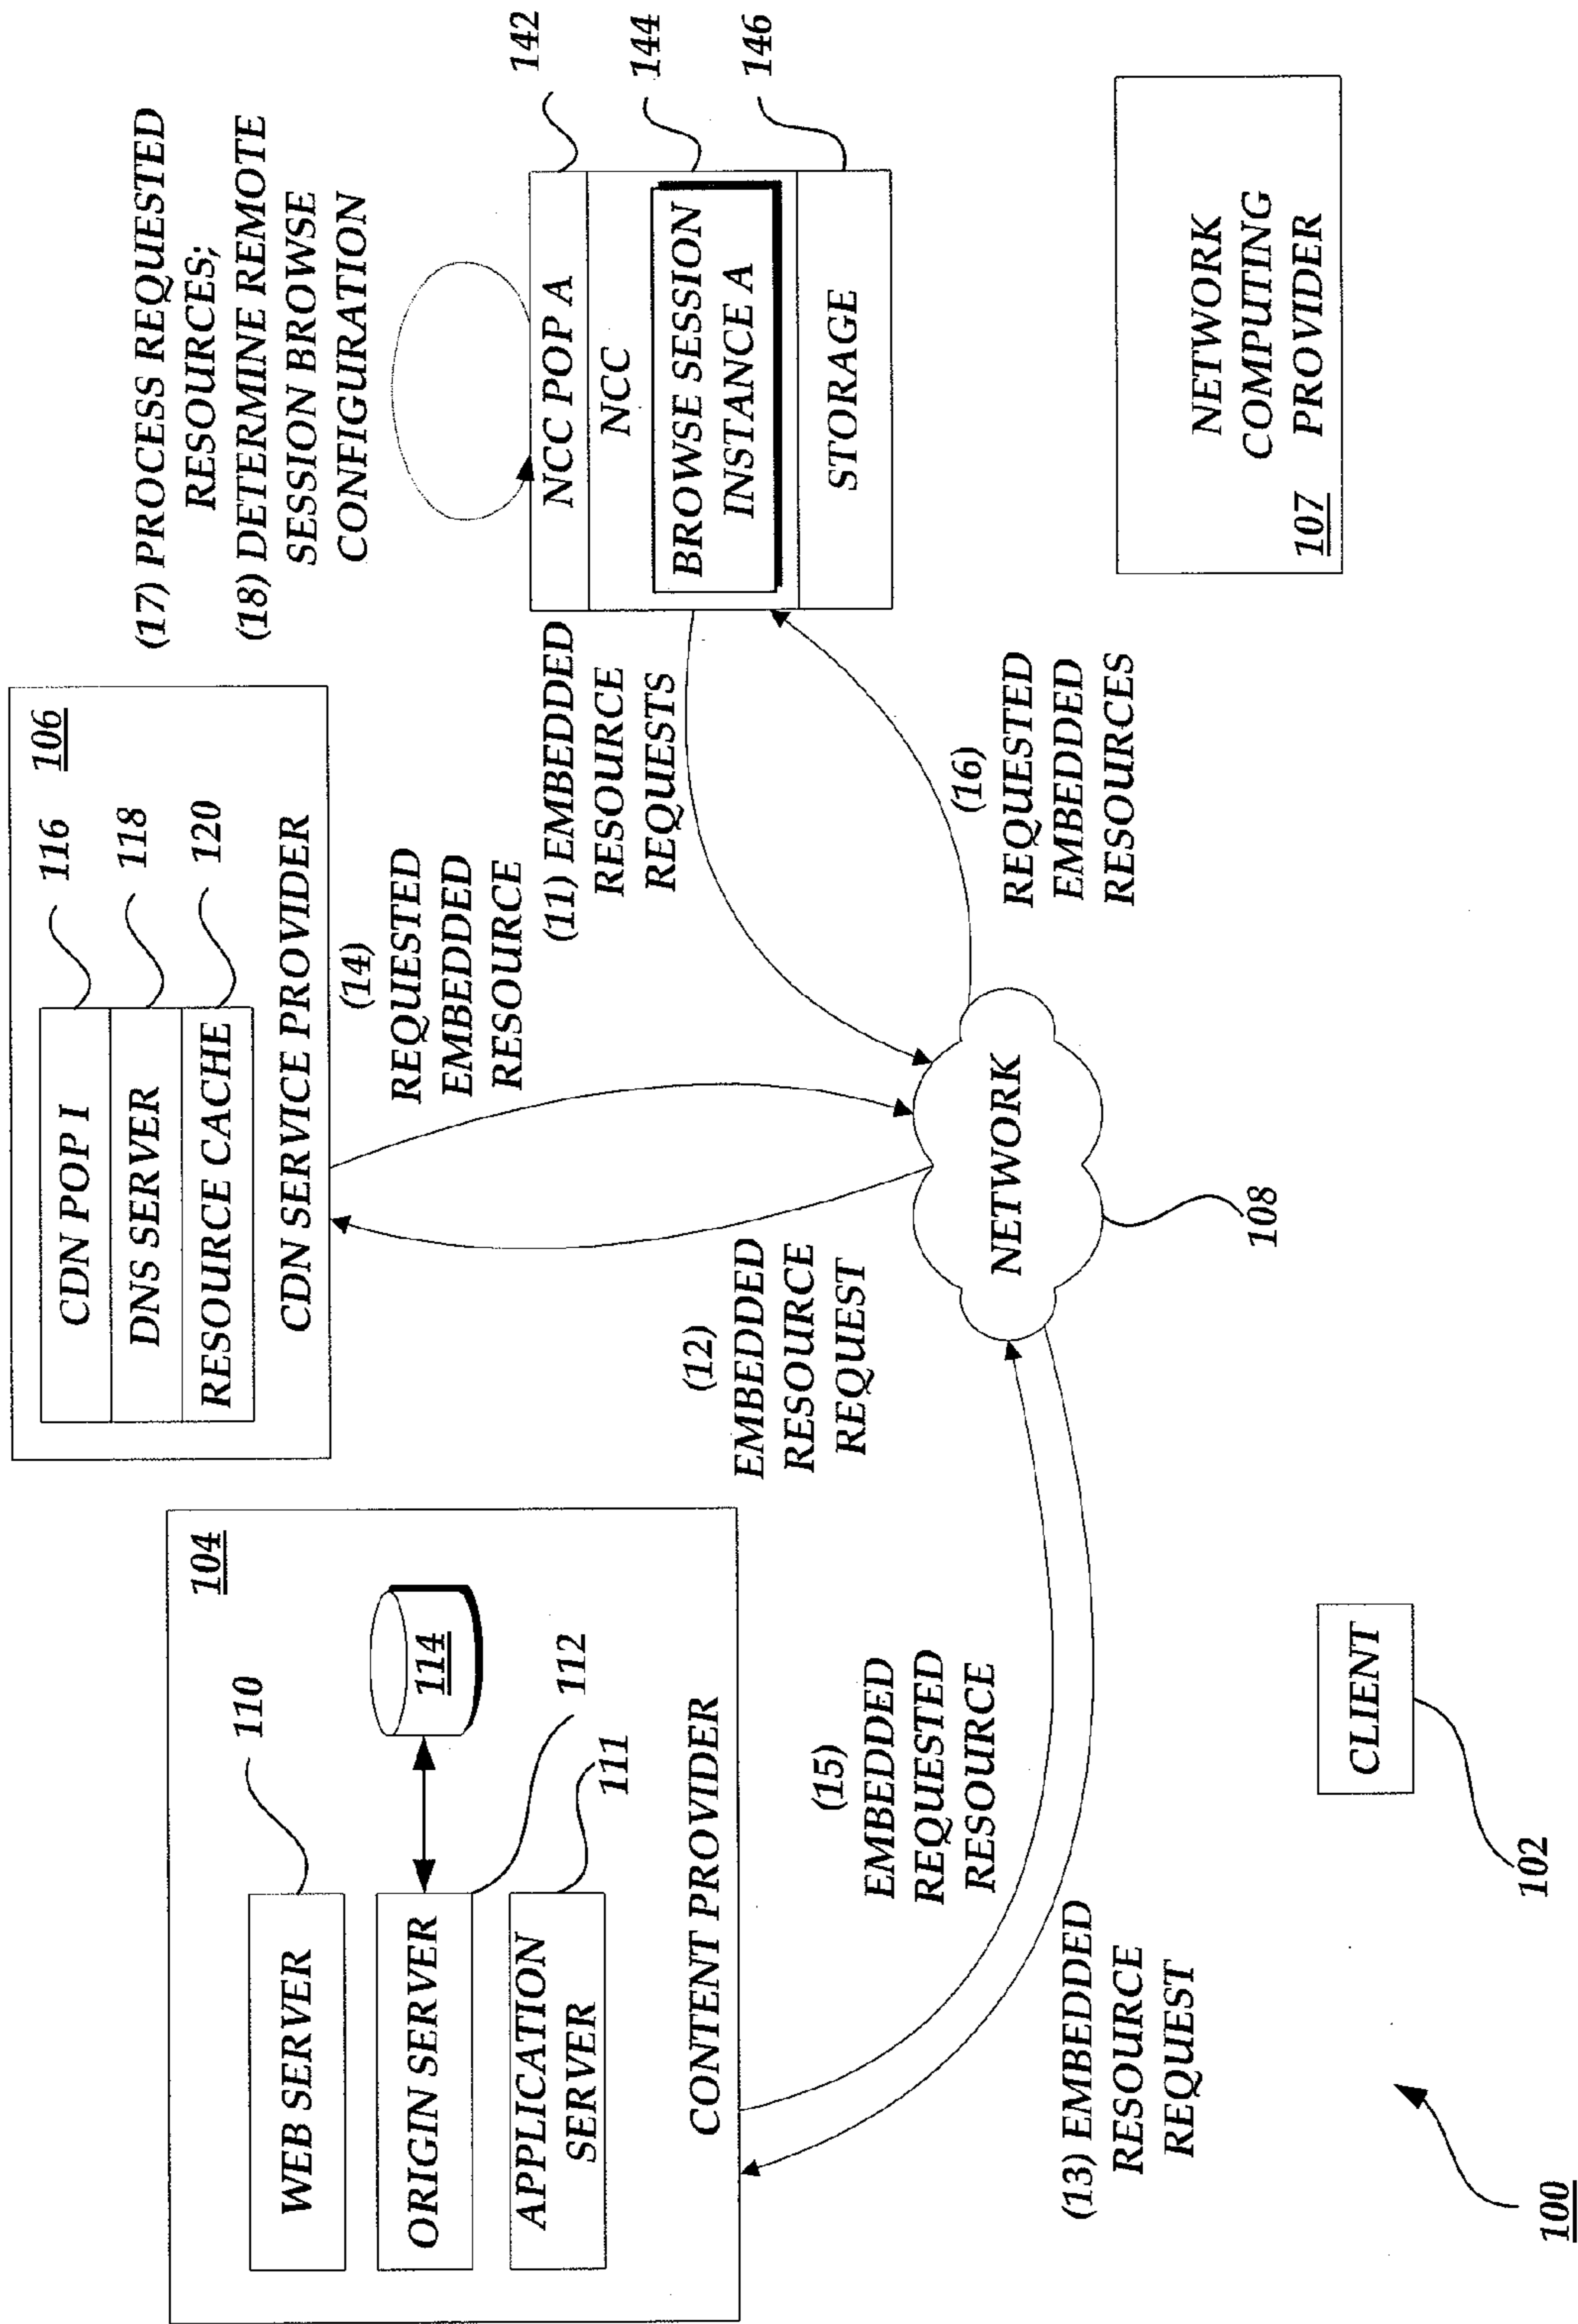 (17) PROCESS REQUESTED
RESOURCES;
(18) DETERMINE REMOTE
SESSION BROWSE
CONFIGURATION
106
116
118
120
CDN POP I
DNS SERVER
RESOURCE CACHE
CDN SERVICE PROVIDER
104
110
114
112
111
WEB SERVER
ORIGIN SERVER
APPLICATION
SERVER
CONTENT PROVIDER
142
144
146
NCC POP A
NCC
BROWSE SESSION
INSTANCE A
STORAGE
(14)
REQUESTED
EMBEDDED
RESOURCE
(11) EMBEDDED
RESOURCE
REQUESTS
(12)
EMBEDDED
RESOURCE
REQUEST
(16)
REQUESTED
EMBEDDED
RESOURCES
NETWORK
108
(15)
EMBEDDED
REQUESTED
RESOURCE
(13) EMBEDDED
RESOURCE
REQUEST
NETWORK
COMPUTING
PROVIDER
107
CLIENT
102
100